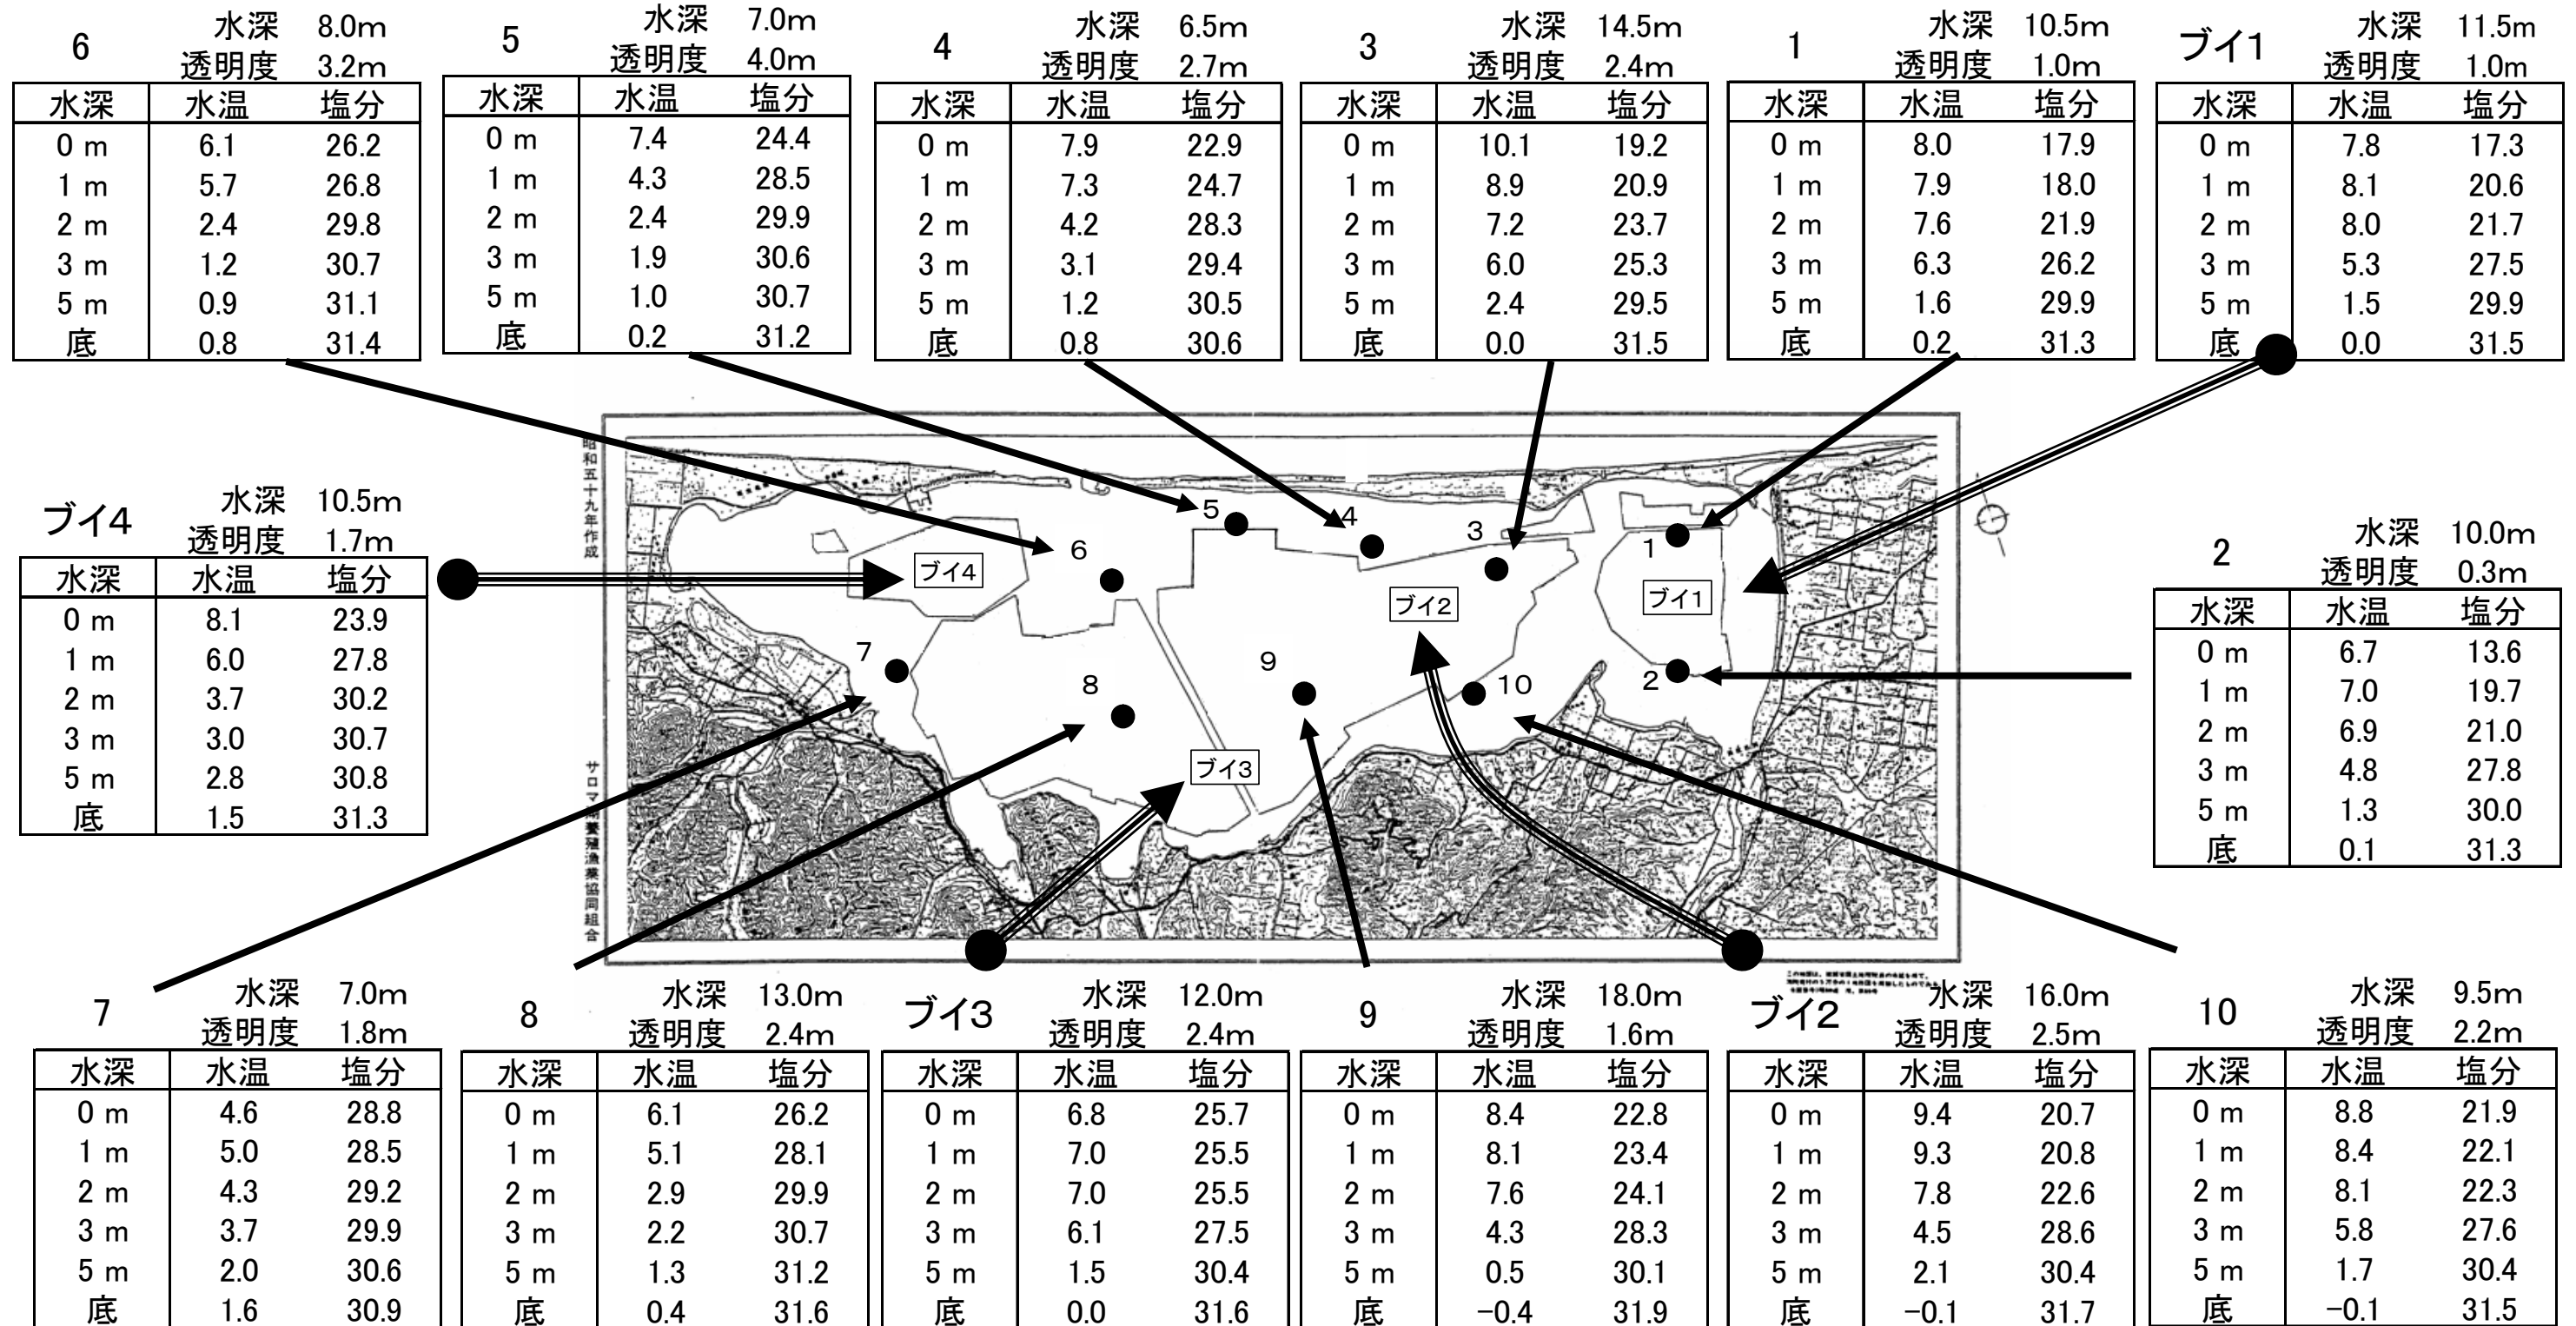 6
水深 8.0m
透明度 3.2m
水深 水温 塩分
0 m 6.1 26.2
1 m 5.7 26.8
2 m 2.4 29.8
3 m 1.2 30.7
5 m 0.9 31.1
底 0.8 31.4
5
水深 7.0m
透明度 4.0m
水深 水温 塩分
0 m 7.4 24.4
1 m 4.3 28.5
2 m 2.4 29.9
3 m 1.9 30.6
5 m 1.0 30.7
底 0.2 31.2
4
水深 6.5m
透明度 2.7m
水深 水温 塩分
0 m 7.9 22.9
1 m 7.3 24.7
2 m 4.2 28.3
3 m 3.1 29.4
5 m 1.2 30.5
底 0.8 30.6
3
水深 14.5m
透明度 2.4m
水深 水温 塩分
0 m 10.1 19.2
1 m 8.9 20.9
2 m 7.2 23.7
3 m 6.0 25.3
5 m 2.4 29.5
底 0.0 31.5
1
水深 10.5m
透明度 1.0m
水深 水温 塩分
0 m 8.0 17.9
1 m 7.9 18.0
2 m 7.6 21.9
3 m 6.3 26.2
5 m 1.6 29.9
底 0.2 31.3
ブイ1
水深 11.5m
透明度 1.0m
水深 水温 塩分
0 m 7.8 17.3
1 m 8.1 20.6
2 m 8.0 21.7
3 m 5.3 27.5
5 m 1.5 29.9
底 0.0 31.5
ブイ4
水深 10.5m
透明度 1.7m
水深 水温 塩分
0 m 8.1 23.9
1 m 6.0 27.8
2 m 3.7 30.2
3 m 3.0 30.7
5 m 2.8 30.8
底 1.5 31.3
昭和五十九年作成
サロマ湖養殖漁業協同組合
5
4
3
1
6
ブイ4
ブイ2
ブイ1
7
8
9
10
2
ブイ3
2
水深 10.0m
透明度 0.3m
水深 水温 塩分
0 m 6.7 13.6
1 m 7.0 19.7
2 m 6.9 21.0
3 m 4.8 27.8
5 m 1.3 30.0
底 0.1 31.3
7
水深 7.0m
透明度 1.8m
水深 水温 塩分
0 m 4.6 28.8
1 m 5.0 28.5
2 m 4.3 29.2
3 m 3.7 29.9
5 m 2.0 30.6
底 1.6 30.9
8
水深 13.0m
透明度 2.4m
水深 水温 塩分
0 m 6.1 26.2
1 m 5.1 28.1
2 m 2.9 29.9
3 m 2.2 30.7
5 m 1.3 31.2
底 0.4 31.6
ブイ3
水深 12.0m
透明度 2.4m
水深 水温 塩分
0 m 6.8 25.7
1 m 7.0 25.5
2 m 7.0 25.5
3 m 6.1 27.5
5 m 1.5 30.4
底 0.0 31.6
9
水深 18.0m
透明度 1.6m
水深 水温 塩分
0 m 8.4 22.8
1 m 8.1 23.4
2 m 7.6 24.1
3 m 4.3 28.3
5 m 0.5 30.1
底 -0.4 31.9
ブイ2
水深 16.0m
透明度 2.5m
水深 水温 塩分
0 m 9.4 20.7
1 m 9.3 20.8
2 m 7.8 22.6
3 m 4.5 28.6
5 m 2.1 30.4
底 -0.1 31.7
10
水深 9.5m
透明度 2.2m
水深 水温 塩分
0 m 8.8 21.9
1 m 8.4 22.1
2 m 8.1 22.3
3 m 5.8 27.6
5 m 1.7 30.4
底 -0.1 31.5